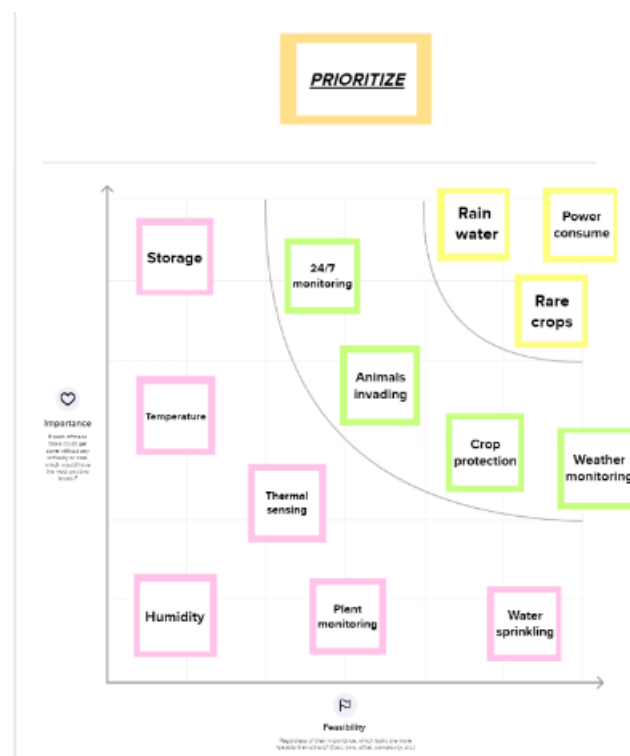 PRIORITIZE
Rain
water
Power
consume
Storage
24/7
monitoring
Rare
crops
Animals
invading
Temperature
Importance
Crop
protection
Weather
monitoring
Thermal
sensing
Humidity
Plant
monitoring
Water
sprinkling
Feasibility